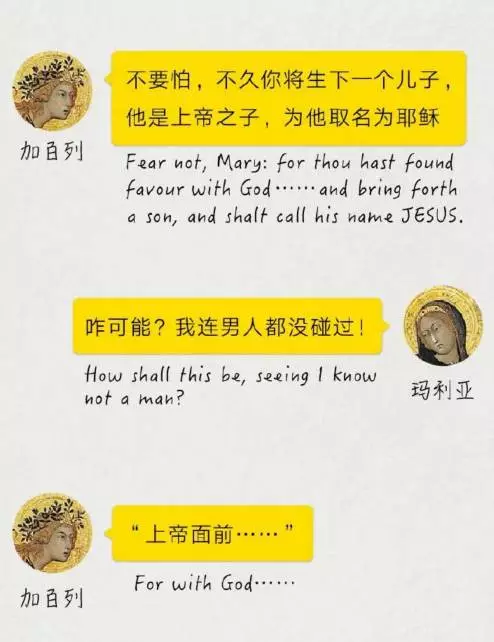 不要怕，不久你将生下一个儿子，
他是上帝之子，为他取名为耶稣
加百列
Fear not, Mary: for thou hast found
favour with God……and bring forth
a son, and shalt call his name JESUS.
咋可能？我连男人都没碰过！
How shall this be, seeing I know
not a man?
玛利亚
“上帝面前……”
加百列
For with God……